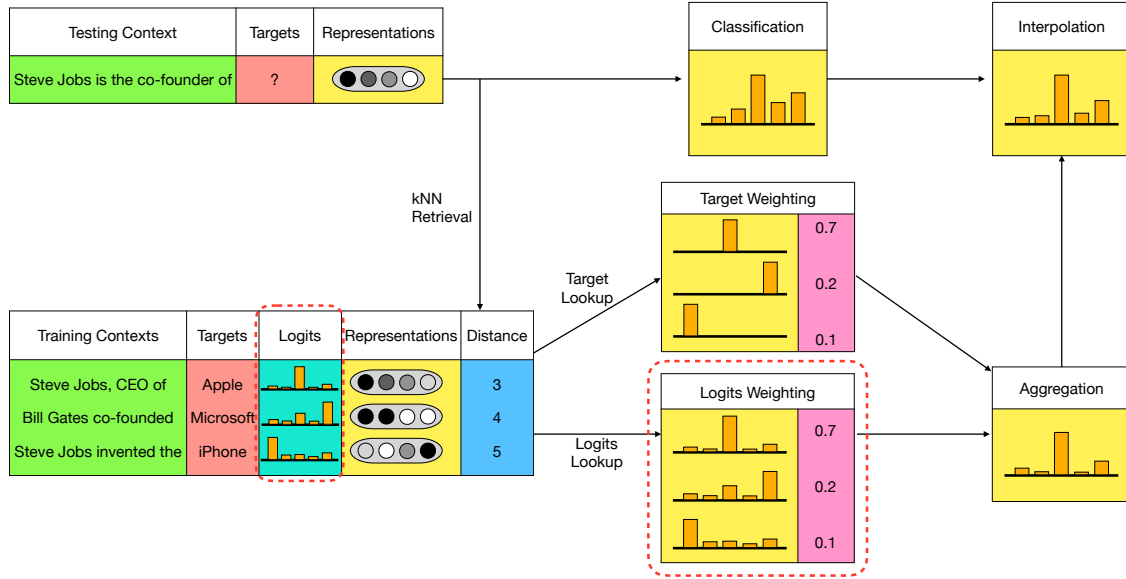 Testing Context Targets Representations
Steve Jobs is the co-founder of ?
Classification
Interpolation
kNN
Retrieval
Target Weighting
0.7
0.2
0.1
Target
Lookup
Training Contexts Targets Logits Representations Distance
Steve Jobs, CEO of Apple 3
Bill Gates co-founded Microsoft 4
Steve Jobs invented the iPhone 5
Logits
Lookup
Logits Weighting
0.7
0.2
0.1
Aggregation